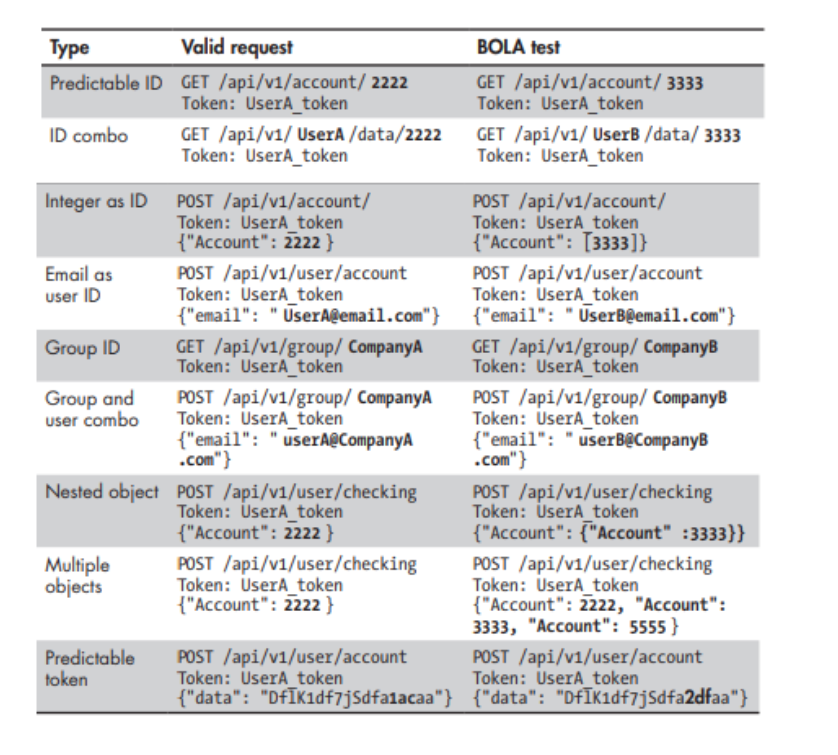 Type Valid request BOLA test
Predictable ID GET /api/v1/account/ 2222 GET /api/v1/account/ 3333
Token: UserA_token Token: UserA_token
ID combo GET /api/v1/ UserA /data/2222 GET /api/v1/ UserB /data/ 3333
Token: UserA_token Token: UserA_token
Integer as ID POST /api/v1/account/ POST /api/v1/account/
Token: UserA_token Token: UserA_token
{"Account": 2222 } {"Account": [3333]}
Email as POST /api/v1/user/account POST /api/v1/user/account
user ID Token: UserA_token Token: UserA_token
{"email": " UserA@email.com"} {"email": " UserB@email.com"}
Group ID GET /api/v1/group/ CompanyA GET /api/v1/group/ CompanyB
Token: UserA_token Token: UserA_token
Group and POST /api/v1/group/ CompanyA POST /api/v1/group/ CompanyB
user combo Token: UserA_token Token: UserA_token
{"email": " userA@CompanyA {"email": " userB@CompanyB
.com"} .com"}
Nested object POST /api/v1/user/checking POST /api/v1/user/checking
Token: UserA_token Token: UserA_token
{"Account": 2222 } {"Account": {"Account" :3333}}
Multiple POST /api/v1/user/checking POST /api/v1/user/checking
objects Token: UserA_token Token: UserA_token
{"Account": 2222 } {"Account": 2222, "Account":
3333, "Account": 5555 }
Predictable POST /api/v1/user/account POST /api/v1/user/account
token Token: UserA_token Token: UserA_token
{"data": "DflK1df7jSdfa1acaa"} {"data": "DflK1df7jSdfa2dfaa"}